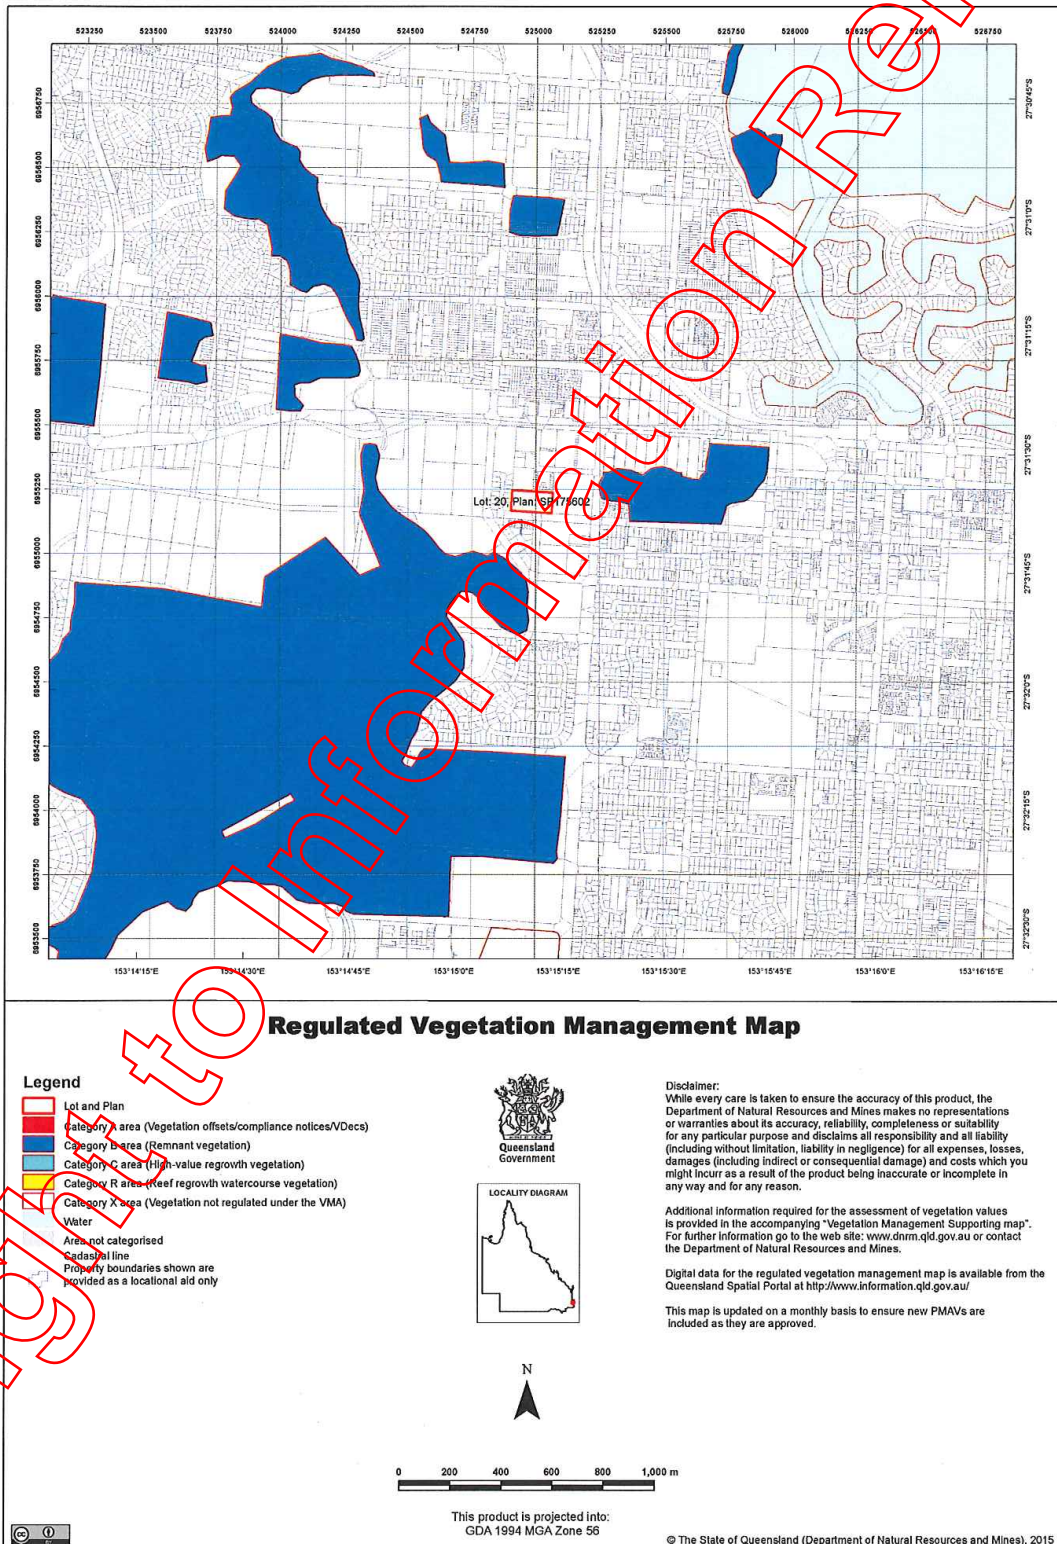 523250 523500 523750 524000 524250 524500 524750 525000 525250 525500 525750 526000 526250 526500 526750
6956750
6956500
6956250
6956000
6955750
6955500
6955250
6955000
6954750
6954500
6954250
6954000
6953750
6953500
27°30'45"S
27°31'0"S
27°31'15"S
27°31'30"S
27°31'45"S
27°32'0"S
27°32'15"S
27°32'30"S
Lot: 20, Plan: SP175602
153°14'15"E 153°14'30"E 153°14'45"E 153°15'0"E 153°15'15"E 153°15'30"E 153°15'45"E 153°16'0"E 153°16'15"E
Right to Information Rel
Regulated Vegetation Management Map
Legend
Lot and Plan
Category A area (Vegetation offsets/compliance notices/VDecs)
Category B area (Remnant vegetation)
Category C area (High-value regrowth vegetation)
Category R area (Reef regrowth watercourse vegetation)
Category X area (Vegetation not regulated under the VMA)
Water
Area not categorised
Cadastral line
Property boundaries shown are
provided as a locational aid only
Queensland
Government
LOCALITY DIAGRAM
N
0 200 400 600 800 1,000 m
This product is projected into:
GDA 1994 MGA Zone 56
Disclaimer:
While every care is taken to ensure the accuracy of this product, the
Department of Natural Resources and Mines makes no representations
or warranties about its accuracy, reliability, completeness or suitability
for any particular purpose and disclaims all responsibility and all liability
(including without limitation, liability in negligence) for all expenses, losses,
damages (including indirect or consequential damage) and costs which you
might incurr as a result of the product being inaccurate or incomplete in
any way and for any reason.
Additional information required for the assessment of vegetation values
is provided in the accompanying "Vegetation Management Supporting map".
For further information go to the web site: www.dnrm.qld.gov.au or contact
the Department of Natural Resources and Mines.
Digital data for the regulated vegetation management map is available from the
Queensland Spatial Portal at http://www.information.qld.gov.au/
This map is updated on a monthly basis to ensure new PMAVs are
included as they are approved.
cc
© The State of Queensland (Department of Natural Resources and Mines), 2015